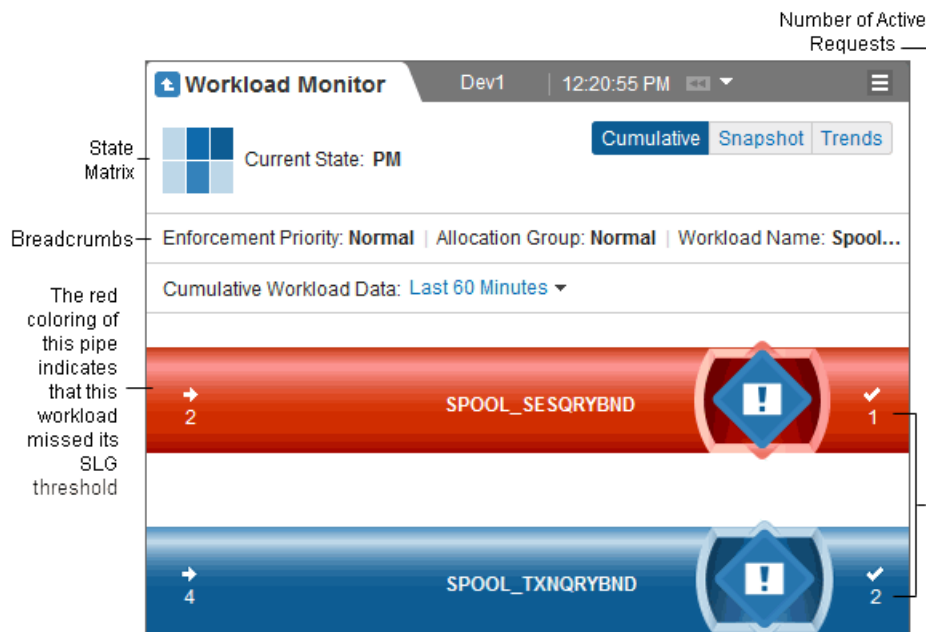 Number of Active
Requests
Workload Monitor Dev1 12:20:55 PM
State
Matrix
Current State: PM
Cumulative Snapshot Trends
Breadcrumbs
Enforcement Priority: Normal | Allocation Group: Normal | Workload Name: Spool...
Cumulative Workload Data: Last 60 Minutes
The red
coloring of
this pipe
indicates
that this
workload
missed its
SLG
threshold
2 SPOOL_SESQRYBND ! 1
4 SPOOL_TXNQRYBND ! 2